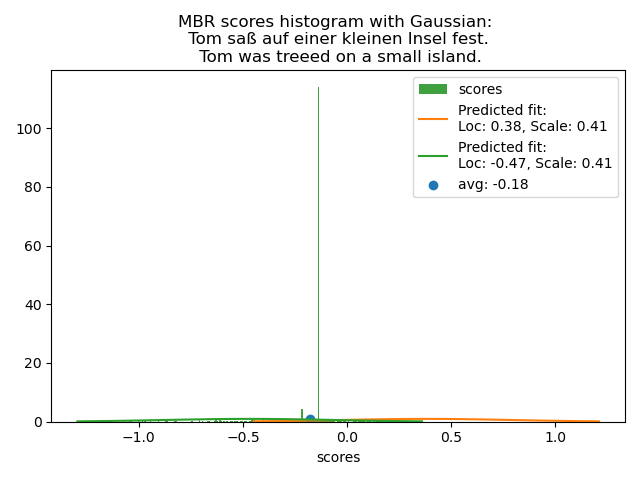 MBR scores histogram with Gaussian:
Tom saß auf einer kleinen Insel fest.
Tom was treeed on a small island.
scores
Predicted fit:
Loc: 0.38, Scale: 0.41
Predicted fit:
Loc: -0.47, Scale: 0.41
avg: -0.18
100
80
60
40
20
0
−1.0 −0.5 0.0 0.5 1.0
scores